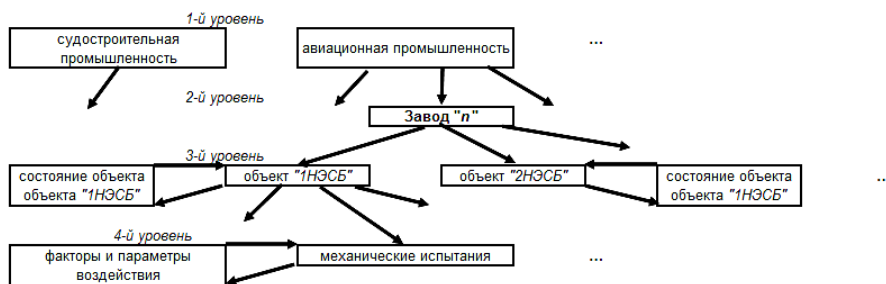 1-й уровень
судостроительная
промышленность
авиационная промышленность
...
2-й уровень
Завод "n"
3-й уровень
состояние объекта
объекта "1НЭСБ"
объект "1НЭСБ"
объект "2НЭСБ"
состояние объекта
объекта "1НЭСБ"
..
4-й уровень
факторы и параметры
воздействия
механические испытания
...